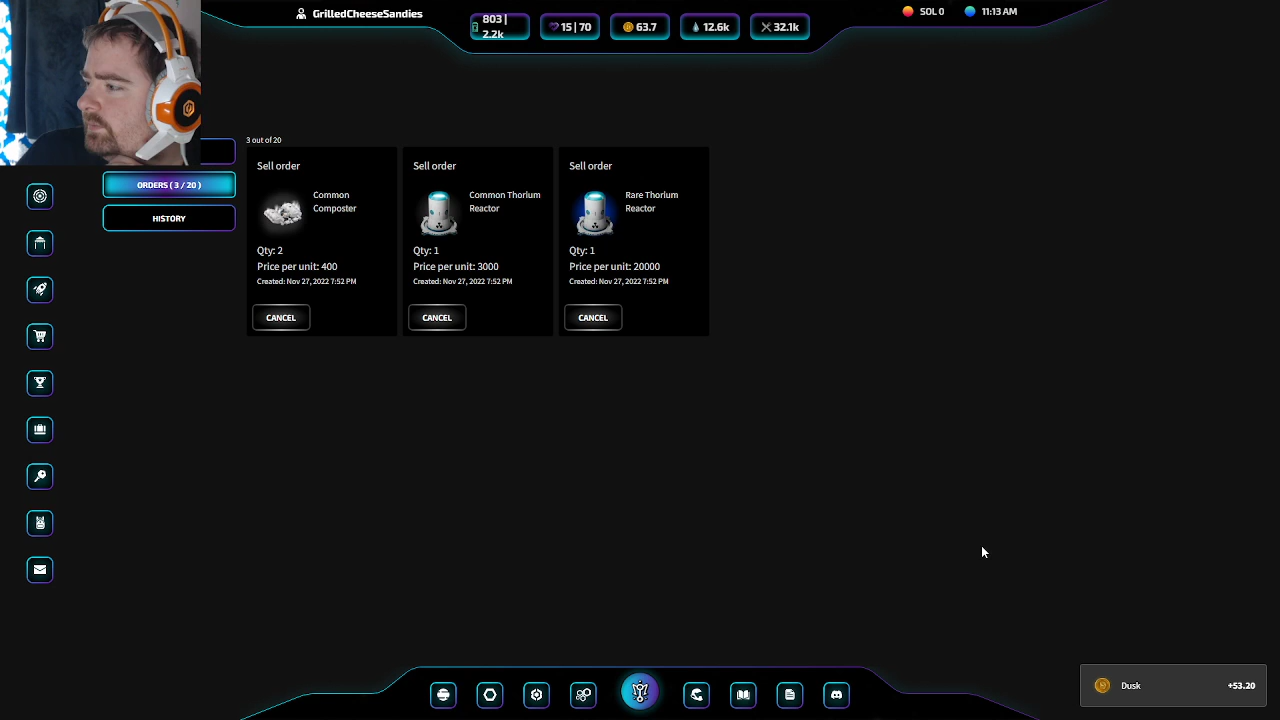 GrilledCheeseSandies
803 |
2.2k
15 | 70
63.7
12.6k
32.1k
SOL 0
11:13 AM
3 out of 20
ORDERS ( 3 / 20 )
HISTORY
Sell order
Common
Composter
Qty: 2
Price per unit: 400
Created: Nov 27, 2022 7:52 PM
CANCEL
Sell order
Common Thorium
Reactor
Qty: 1
Price per unit: 3000
Created: Nov 27, 2022 7:52 PM
CANCEL
Sell order
Rare Thorium
Reactor
Qty: 1
Price per unit: 20000
Created: Nov 27, 2022 7:52 PM
CANCEL
Dusk
+53.20